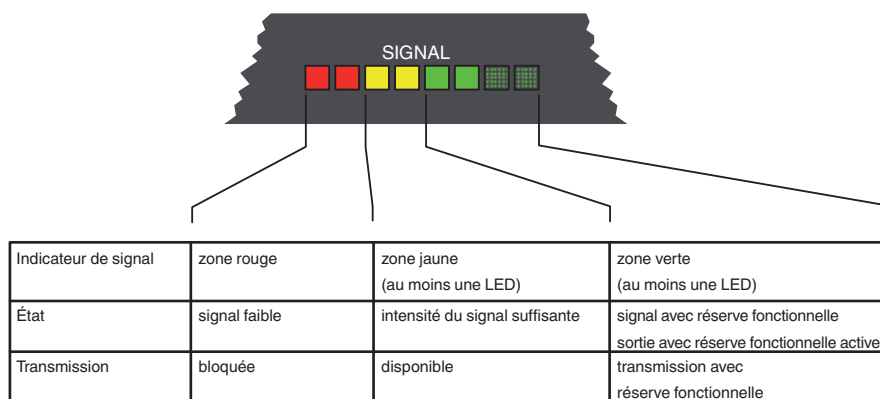 SIGNAL
Indicateur de signal
zone rouge
zone jaune
(au moins une LED)
zone verte
(au moins une LED)
État
signal faible
intensité du signal suffisante
signal avec réserve fonctionnelle
sortie avec réserve fonctionnelle active
Transmission
bloquée
disponible
transmission avec
réserve fonctionnelle